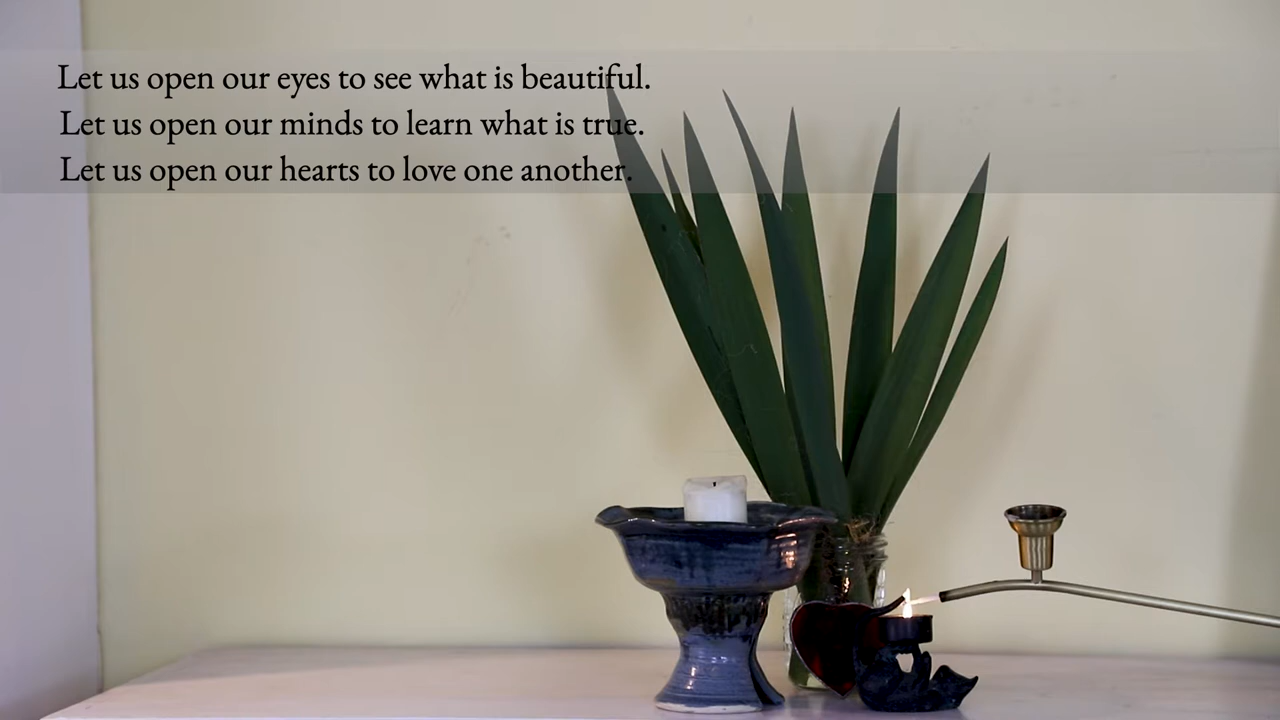 Let us open our eyes to see what is beautiful.
Let us open our minds to learn what is true.
Let us open our hearts to love one another.